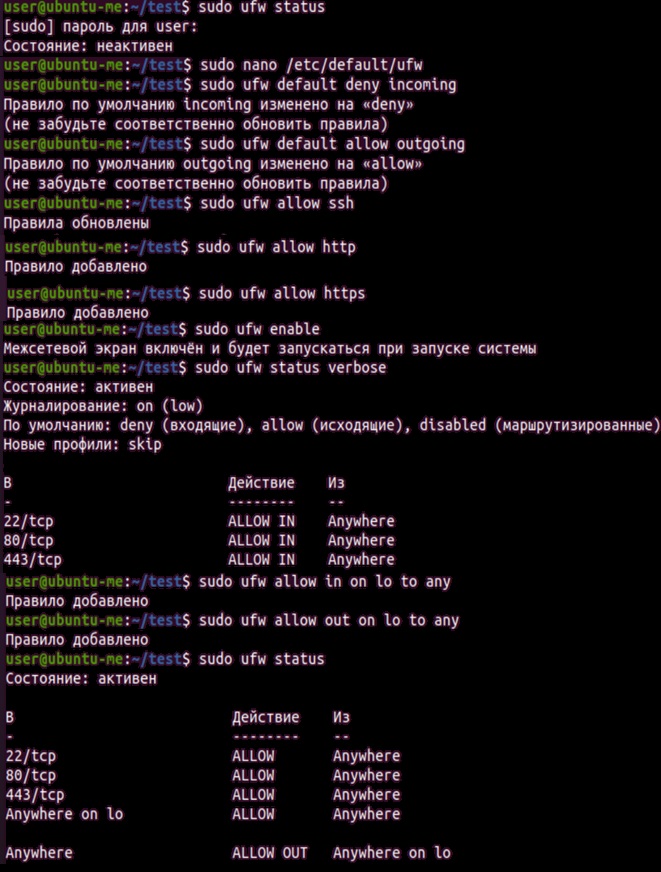 user@ubuntu-me:~/test$ sudo ufw status
[sudo] пароль для user:
Состояние: неактивен
user@ubuntu-me:~/test$ sudo nano /etc/default/ufw
user@ubuntu-me:~/test$ sudo ufw default deny incoming
Правило по умолчанию incoming изменено на «deny»
(не забудьте соответственно обновить правила)
user@ubuntu-me:~/test$ sudo ufw default allow outgoing
Правило по умолчанию outgoing изменено на «allow»
(не забудьте соответственно обновить правила)
user@ubuntu-me:~/test$ sudo ufw allow ssh
Правила обновлены
user@ubuntu-me:~/test$ sudo ufw allow http
Правило добавлено
user@ubuntu-me:~/test$ sudo ufw allow https
Правило добавлено
user@ubuntu-me:~/test$ sudo ufw enable
Межсетевой экран включён и будет запускаться при запуске системы
user@ubuntu-me:~/test$ sudo ufw status verbose
Состояние: активен
Журналирование: on (low)
По умолчанию: deny (входящие), allow (исходящие), disabled (маршрутизированные)
Новые профили: skip
В Действие Из
- -------- --
22/tcp ALLOW IN Anywhere
80/tcp ALLOW IN Anywhere
443/tcp ALLOW IN Anywhere
user@ubuntu-me:~/test$ sudo ufw allow in on lo to any
Правило добавлено
user@ubuntu-me:~/test$ sudo ufw allow out on lo to any
Правило добавлено
user@ubuntu-me:~/test$ sudo ufw status
Состояние: активен
В Действие Из
- -------- --
22/tcp ALLOW Anywhere
80/tcp ALLOW Anywhere
443/tcp ALLOW Anywhere
Anywhere on lo ALLOW Anywhere
Anywhere ALLOW OUT Anywhere on lo